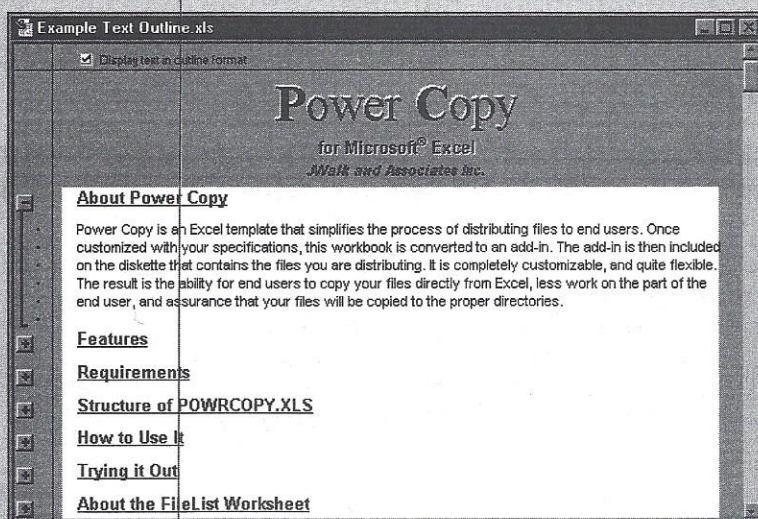 Example Text Outline.xls
Display text in outline format
Power Copy
for Microsoft® Excel
JWalk and Associates Inc.
About Power Copy
Power Copy is an Excel template that simplifies the process of distributing files to end users. Once
customized with your specifications, this workbook is converted to an add-in. The add-in is then included
on the diskette that contains the files you are distributing. It is completely customizable, and quite flexible.
The result is the ability for end users to copy your files directly from Excel, less work on the part of the
end user, and assurance that your files will be copied to the proper directories.
Features
Requirements
Structure of POWRCOPY.XLS
How to Use It
Trying it Out
About the FileList Worksheet